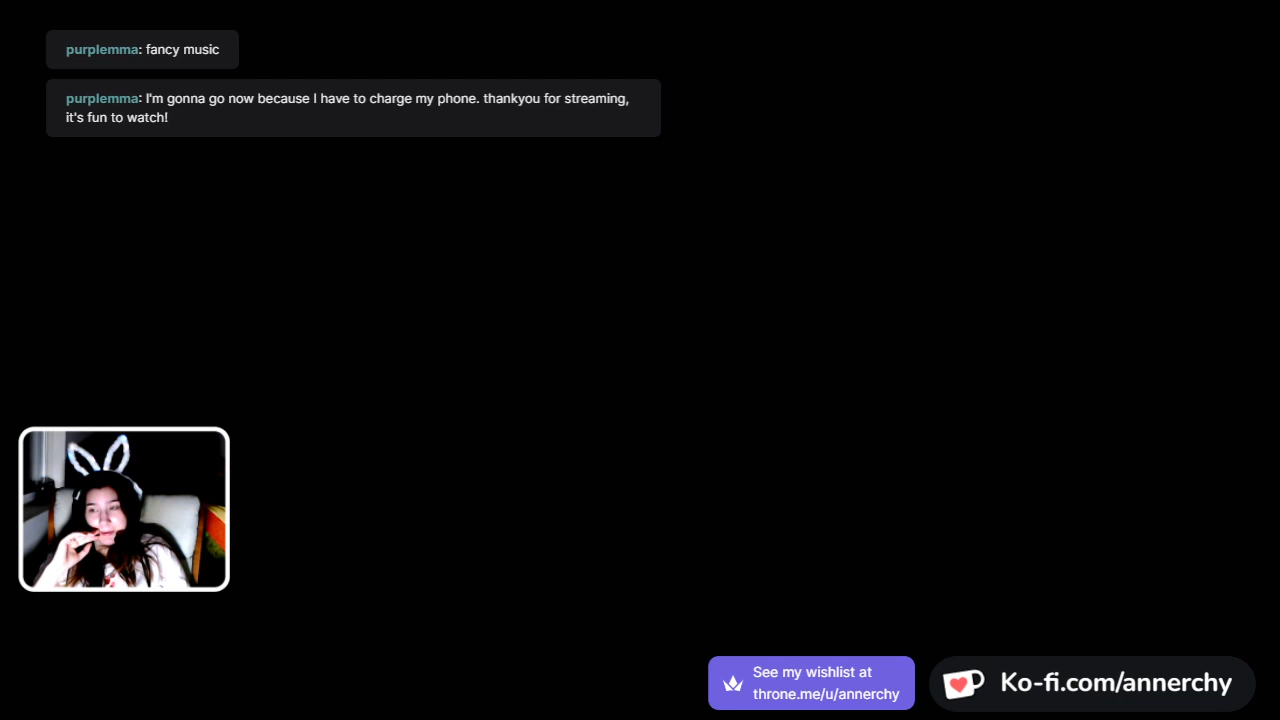 purplemma: fancy music
purplemma: I'm gonna go now because I have to charge my phone. thankyou for streaming,
it's fun to watch!
See my wishlist at
throne.me/u/annerchy
Ko-fi.com/annerchy